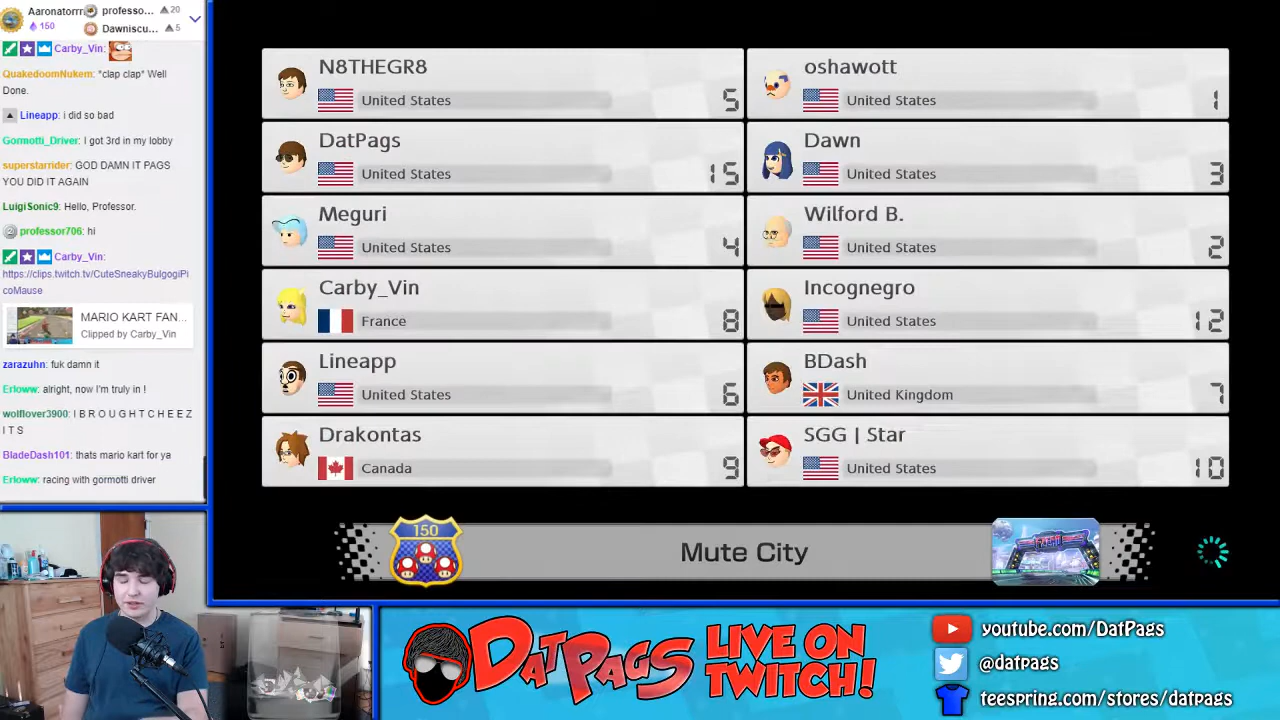 Aaronatorrr
150
professo... 20
Dawniscu... 5
Carby_Vin:
QuakedoomNukem: *clap clap* Well
Done.
Lineapp: i did so bad
Gormotti_Driver: I got 3rd in my lobby
superstarrider: GOD DAMN IT PAGS
YOU DID IT AGAIN
LuigiSonic9: Hello, Professor.
professor706: hi
Carby_Vin:
https://clips.twitch.tv/CuteSneakyBulgogiPi
coMause
MARIO KART FAN...
Clipped by Carby_Vin
zarazuhn: fuk damn it
Erloww: alright, now I'm truly in !
wolflover3900: I B R O U G H T C H E E Z
I T S
BladeDash101: thats mario kart for ya
Erloww: racing with gormotti driver
N8THEGR8
United States
5
DatPags
United States
15
Meguri
United States
4
Carby_Vin
France
8
Lineapp
United States
6
Drakontas
Canada
9
oshawott
United States
1
Dawn
United States
3
Wilford B.
United States
2
Incognegro
United States
12
BDash
United Kingdom
7
SGG | Star
United States
10
150
Mute City
DATPAGS LIVE ON
TWITCH!
youtube.com/DatPags
@datpags
teespring.com/stores/datpags